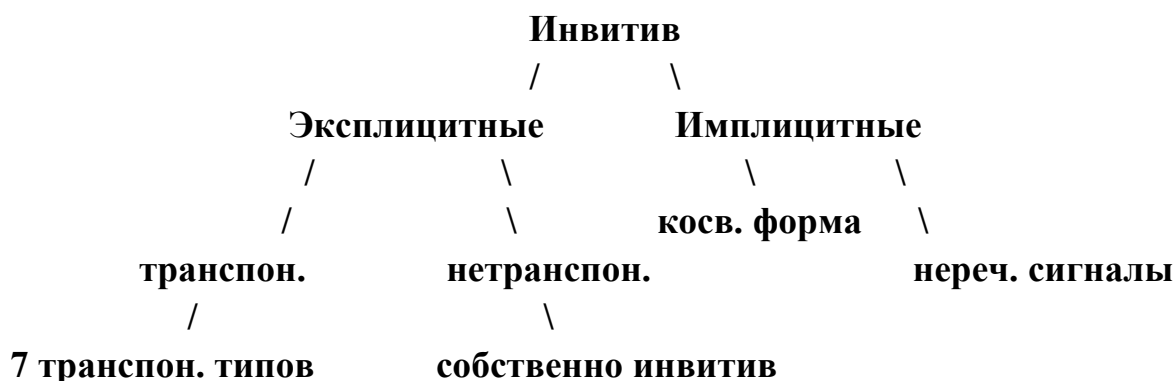 Инвитив
/ \
Эксплицитные Имплицитные
/ \ \ \
/ \ косв. форма \
транспон. нетранспон. нереч. сигналы
/ \
7 транспон. типов собственно инвитив